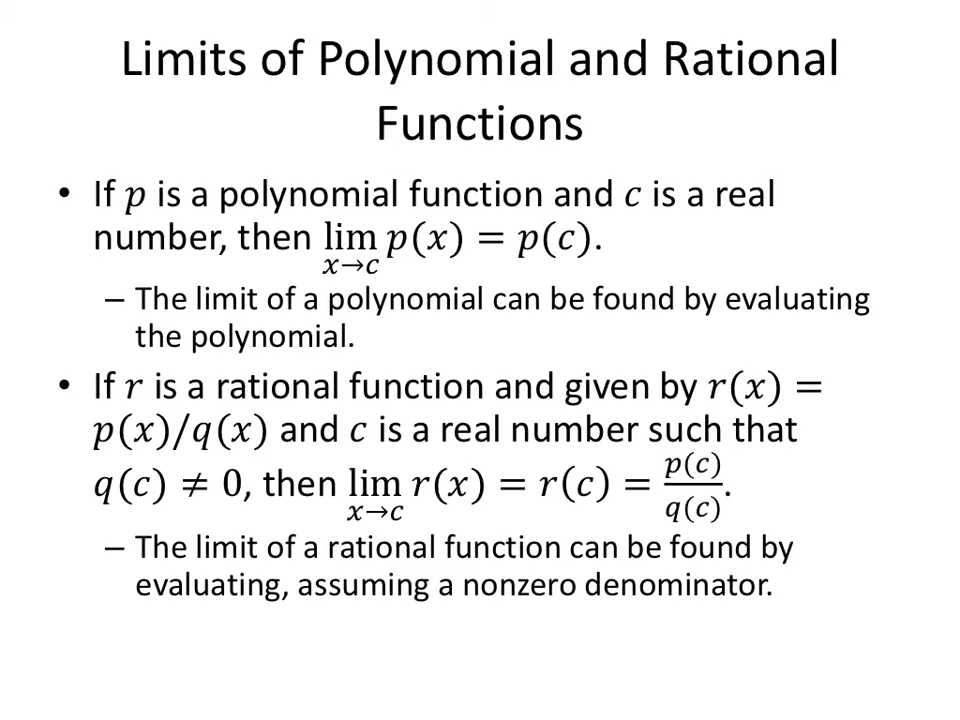 Limits of Polynomial and Rational
Functions
• If 𝑝 is a polynomial function and 𝑐 is a real
number, then lim 𝑝(𝑥) = 𝑝(𝑐).
𝑥→𝑐
– The limit of a polynomial can be found by evaluating
the polynomial.
• If 𝑟 is a rational function and given by 𝑟(𝑥) =
𝑝(𝑥)/𝑞(𝑥) and 𝑐 is a real number such that
𝑞(𝑐) ≠ 0, then lim 𝑟(𝑥) = 𝑟(𝑐) = 𝑝(𝑐)/𝑞(𝑐).
𝑥→𝑐
– The limit of a rational function can be found by
evaluating, assuming a nonzero denominator.